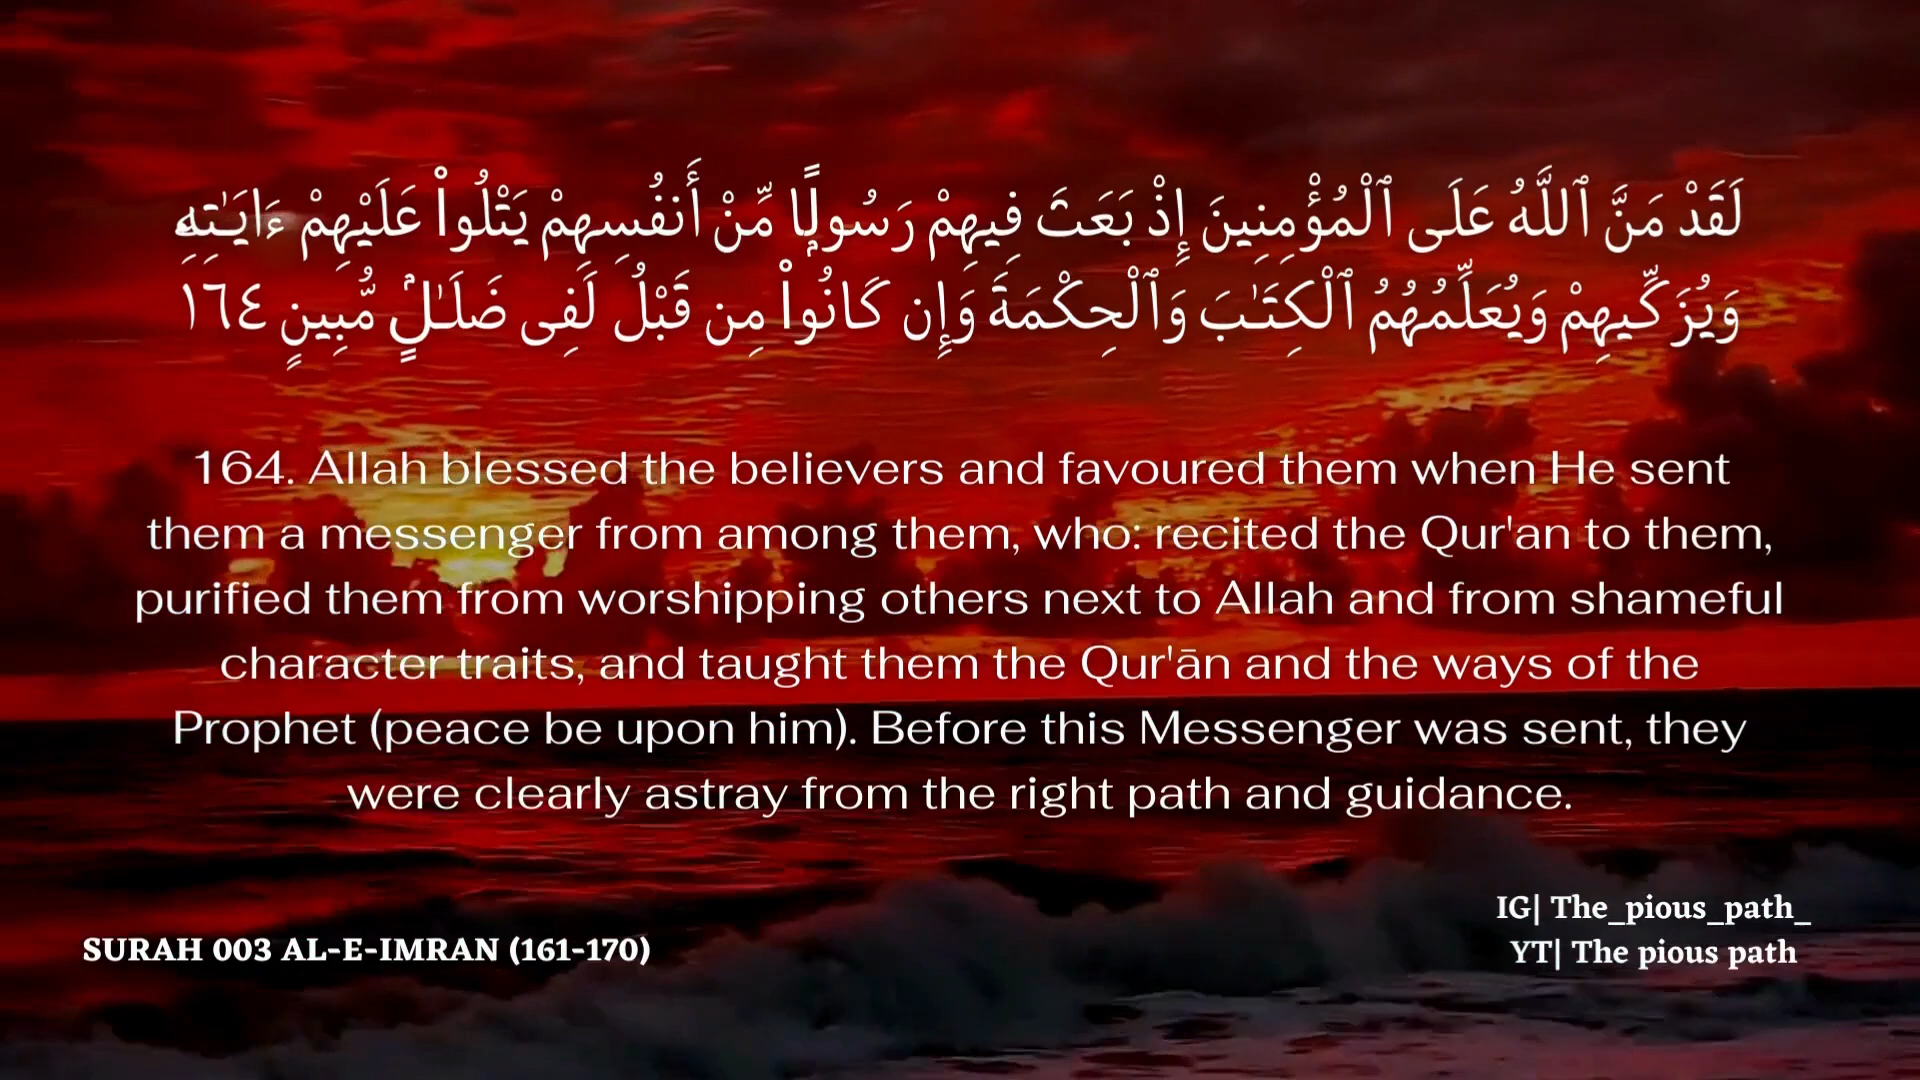 لَقَدْ مَنَّ ٱللَّهُ عَلَى ٱلْمُؤْمِنِينَ إِذْ بَعَثَ فِيهِمْ رَسُولًۭا مِّنْ أَنفُسِهِمْ يَتْلُوا۟ عَلَيْهِمْ ءَايَـٰتِهِۦ
وَيُزَكِّيهِمْ وَيُعَلِّمُهُمُ ٱلْكِتَـٰبَ وَٱلْحِكْمَةَ وَإِن كَانُوا۟ مِن قَبْلُ لَفِى ضَلَـٰلٍۢ مُّبِينٍ ١٦٤
164. Allah blessed the believers and favoured them when He sent
them a messenger from among them, who: recited the Qur'an to them,
purified them from worshipping others next to Allah and from shameful
character traits, and taught them the Qur'ān and the ways of the
Prophet (peace be upon him). Before this Messenger was sent, they
were clearly astray from the right path and guidance.
IG| The_pious_path_
SURAH 003 AL-E-IMRAN (161-170)
YT| The pious path